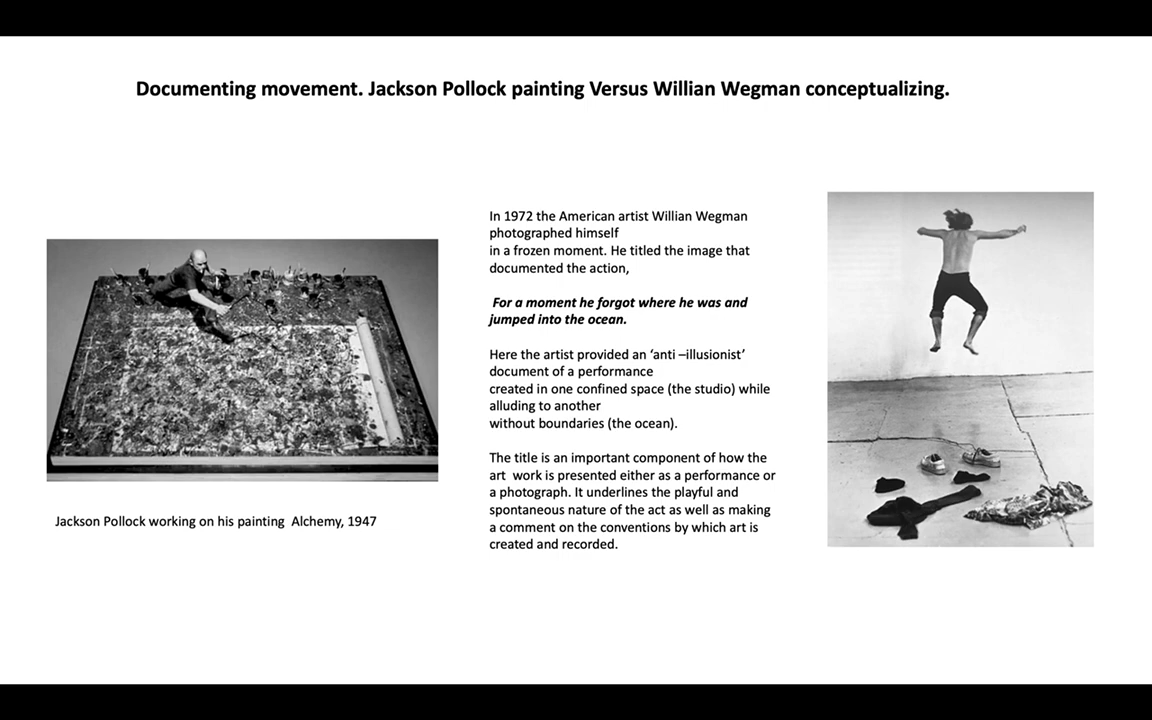 Documenting movement. Jackson Pollock painting Versus Willian Wegman conceptualizing.
In 1972 the American artist Willian Wegman
photographed himself
in a frozen moment. He titled the image that
documented the action,
For a moment he forgot where he was and
jumped into the ocean.
Here the artist provided an ‘anti –illusionist’
document of a performance
created in one confined space (the studio) while
alluding to another
without boundaries (the ocean).
The title is an important component of how the
art work is presented either as a performance or
a photograph. It underlines the playful and
spontaneous nature of the act as well as making
a comment on the conventions by which art is
created and recorded.
Jackson Pollock working on his painting Alchemy, 1947